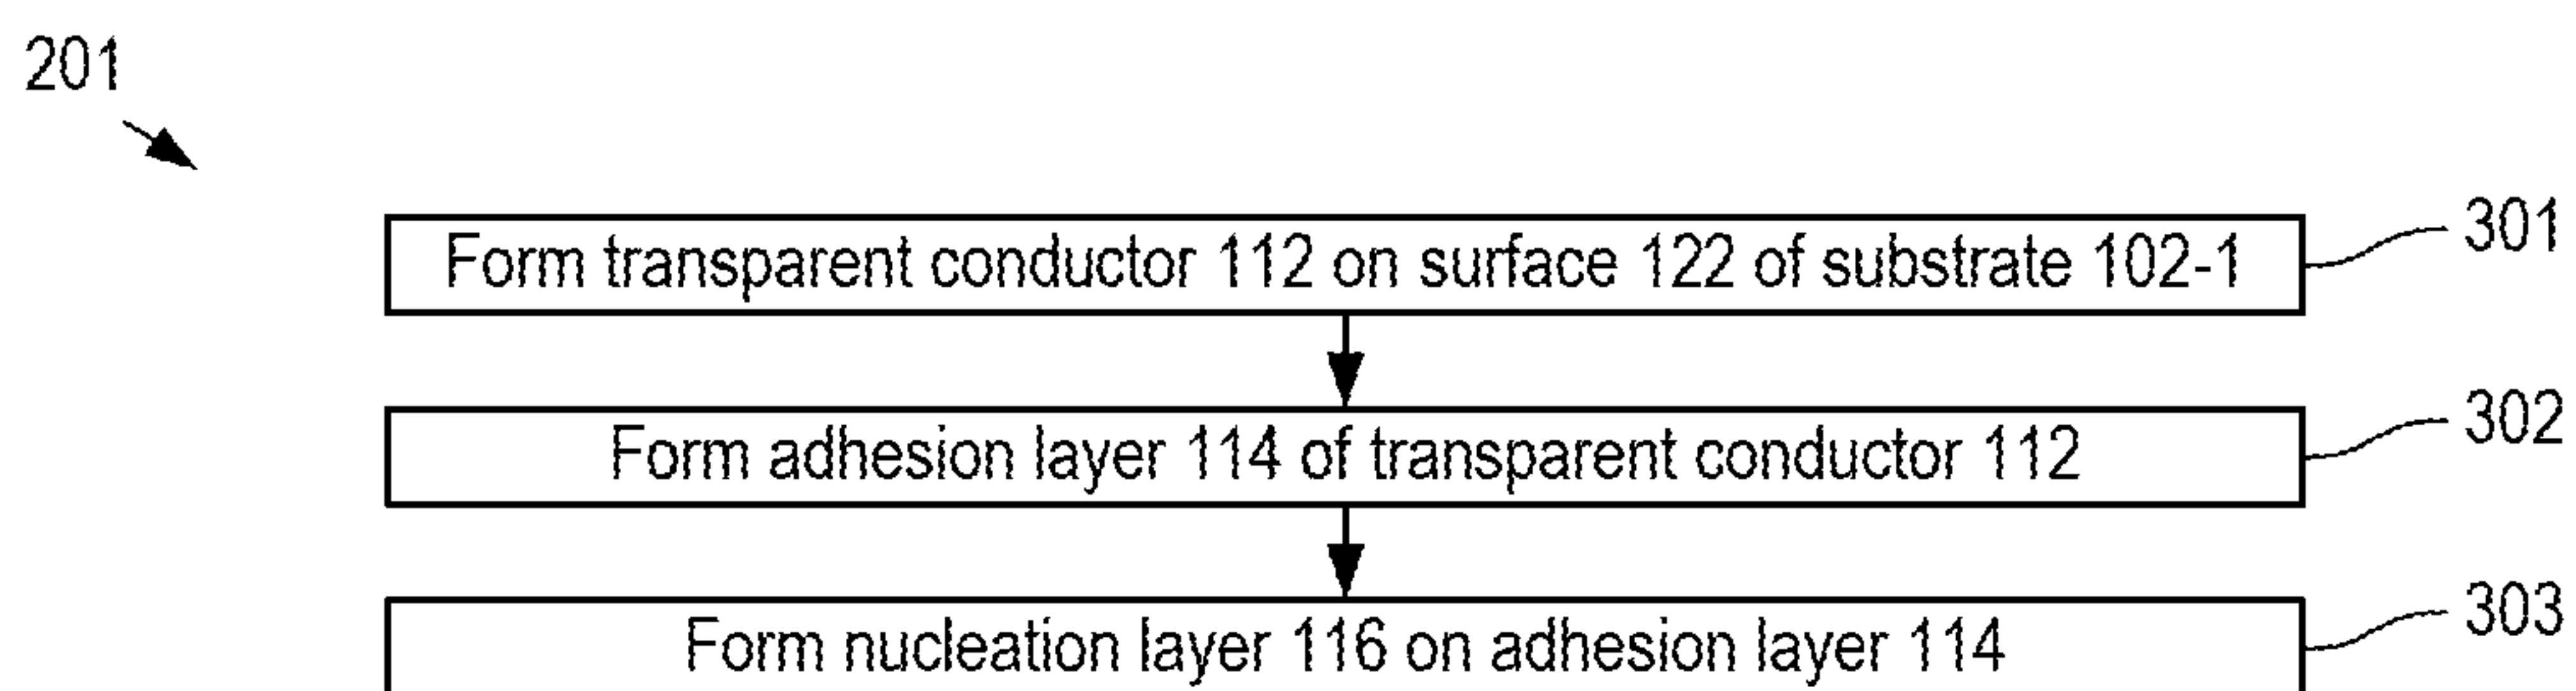 201
Form transparent conductor 112 on surface 122 of substrate 102-1
301
Form adhesion layer 114 of transparent conductor 112
302
Form nucleation layer 116 on adhesion layer 114
303